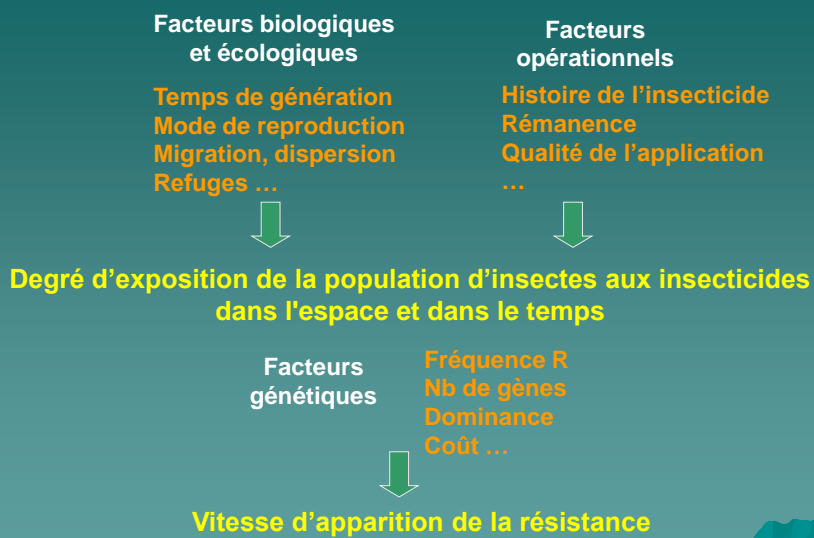 Facteurs biologiques
et écologiques
Temps de génération
Mode de reproduction
Migration, dispersion
Refuges …
Facteurs
opérationnels
Histoire de l’insecticide
Rémanence
Qualité de l’application
…
Degré d’exposition de la population d’insectes aux insecticides
dans l'espace et dans le temps
Facteurs
génétiques
Fréquence R
Nb de gènes
Dominance
Coût …
Vitesse d’apparition de la résistance